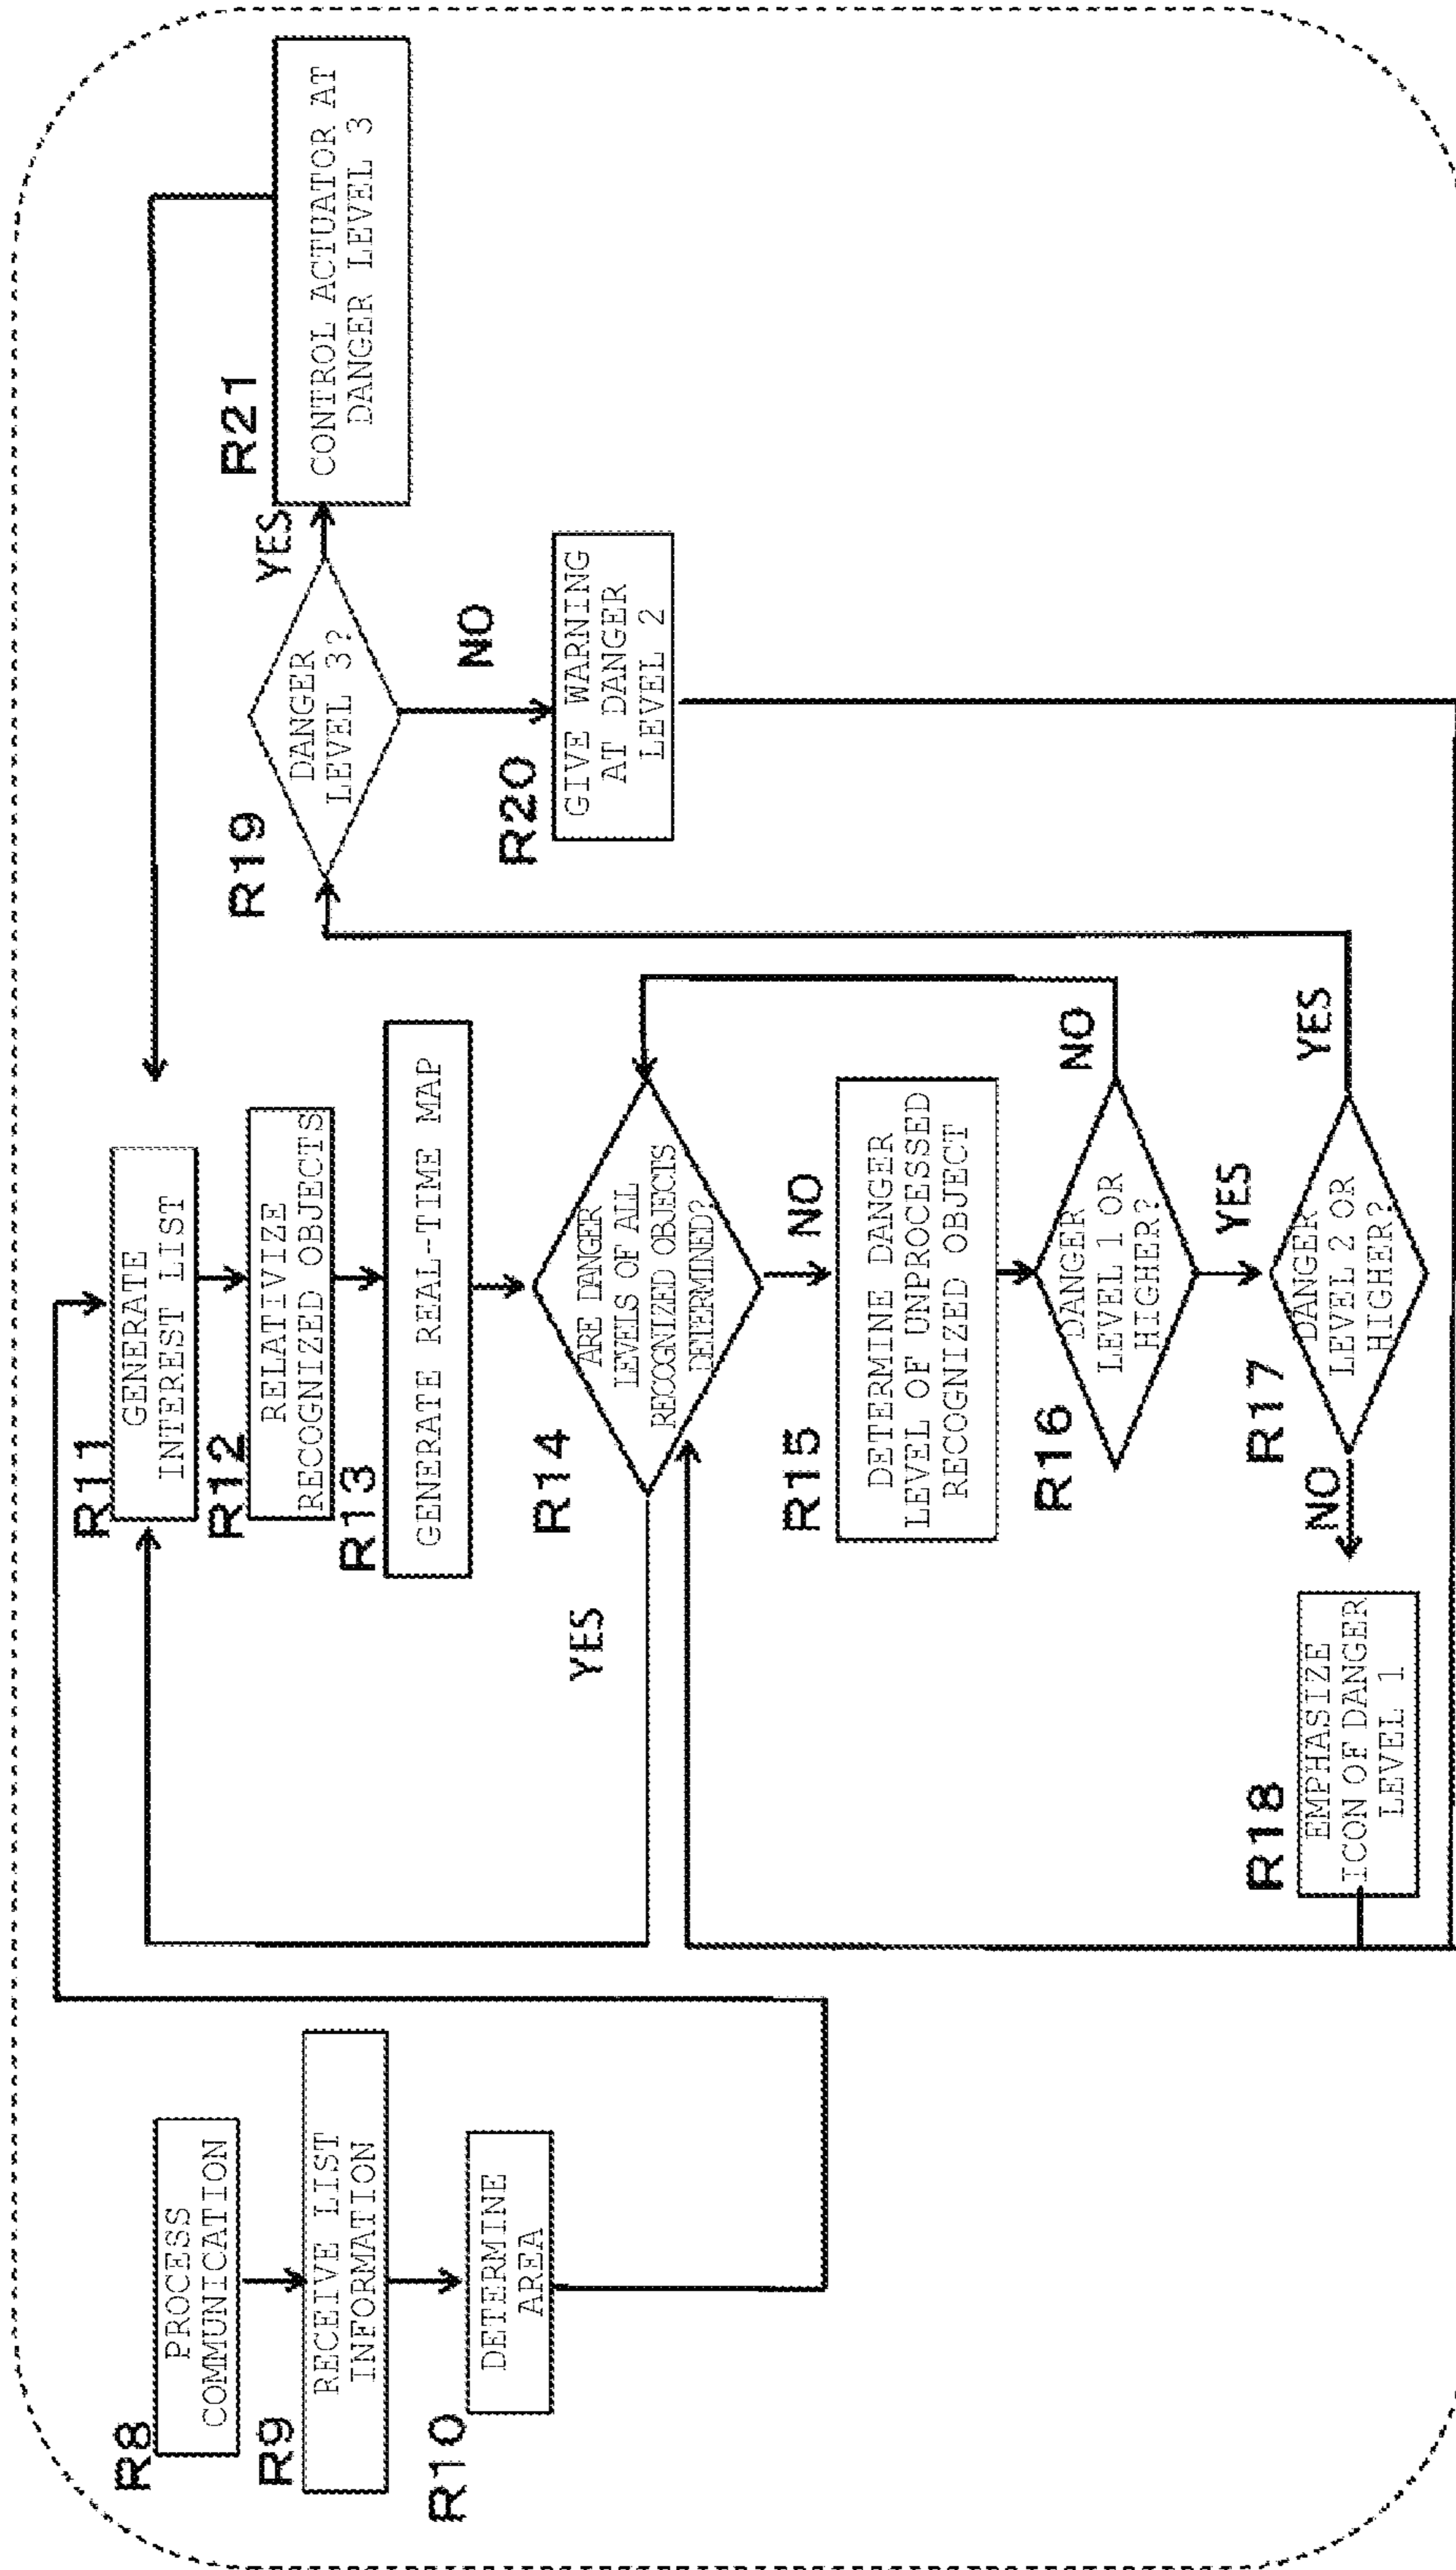 R8
PROCESS
COMMUNICATION
R9
RECEIVE LIST
INFORMATION
R10
DETERMINE
AREA
R11
GENERATE
INTEREST LIST
R12
RELATIVIZE
RECOGNIZED OBJECTS
R13
GENERATE REAL-TIME MAP
R14
ARE DANGER
LEVELS OF ALL
RECOGNIZED OBJECTS
DETERMINED?
YES
NO
R15
DETERMINE DANGER
LEVEL OF UNPROCESSED
RECOGNIZED OBJECT
R16
DANGER
LEVEL 1 OR
HIGHER?
NO
YES
R17
DANGER
LEVEL 2 OR
HIGHER?
NO
YES
R18
EMPHASIZE
ICON OF DANGER
LEVEL 1
R19
DANGER
LEVEL 3?
YES
NO
R20
GIVE WARNING
AT DANGER
LEVEL 2
R21
CONTROL ACTUATOR AT
DANGER LEVEL 3